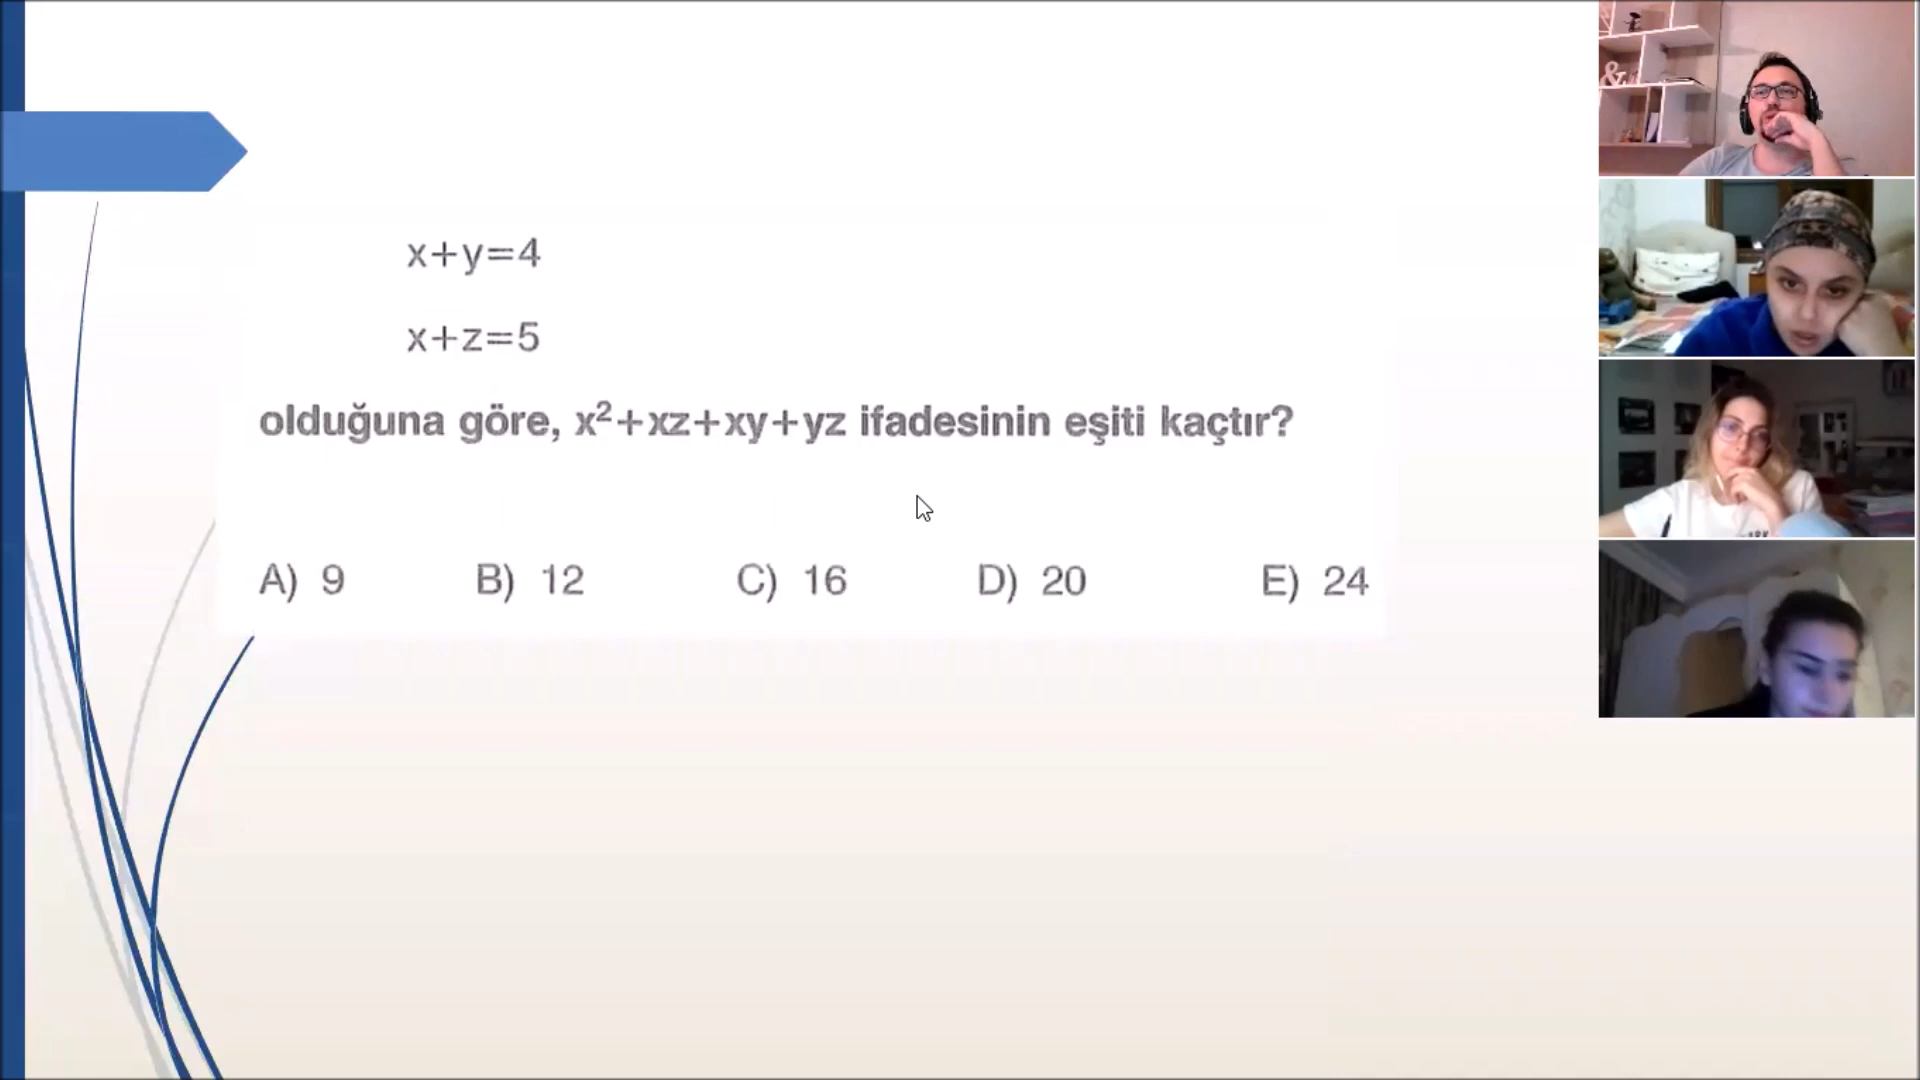 x+y=4
x+z=5
olduğuna göre, x²+xz+xy+yz ifadesinin eşiti kaçtır?
A) 9 B) 12 C) 16 D) 20 E) 24
&